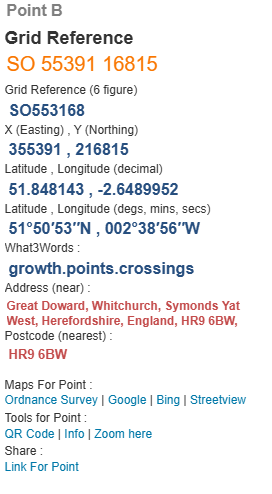 Point B
Grid Reference
SO 55391 16815
Grid Reference (6 figure)
SO553168
X (Easting) , Y (Northing)
355391 , 216815
Latitude , Longitude (decimal)
51.848143 , -2.6489952
Latitude , Longitude (degs, mins, secs)
51°50′53″N , 002°38′56″W
What3Words :
growth.points.crossings
Address (near) :
Great Doward, Whitchurch, Symonds Yat
West, Herefordshire, England, HR9 6BW,
Postcode (nearest) :
HR9 6BW
Maps For Point :
Ordnance Survey | Google | Bing | Streetview
Tools for Point :
QR Code | Info | Zoom here
Share :
Link For Point